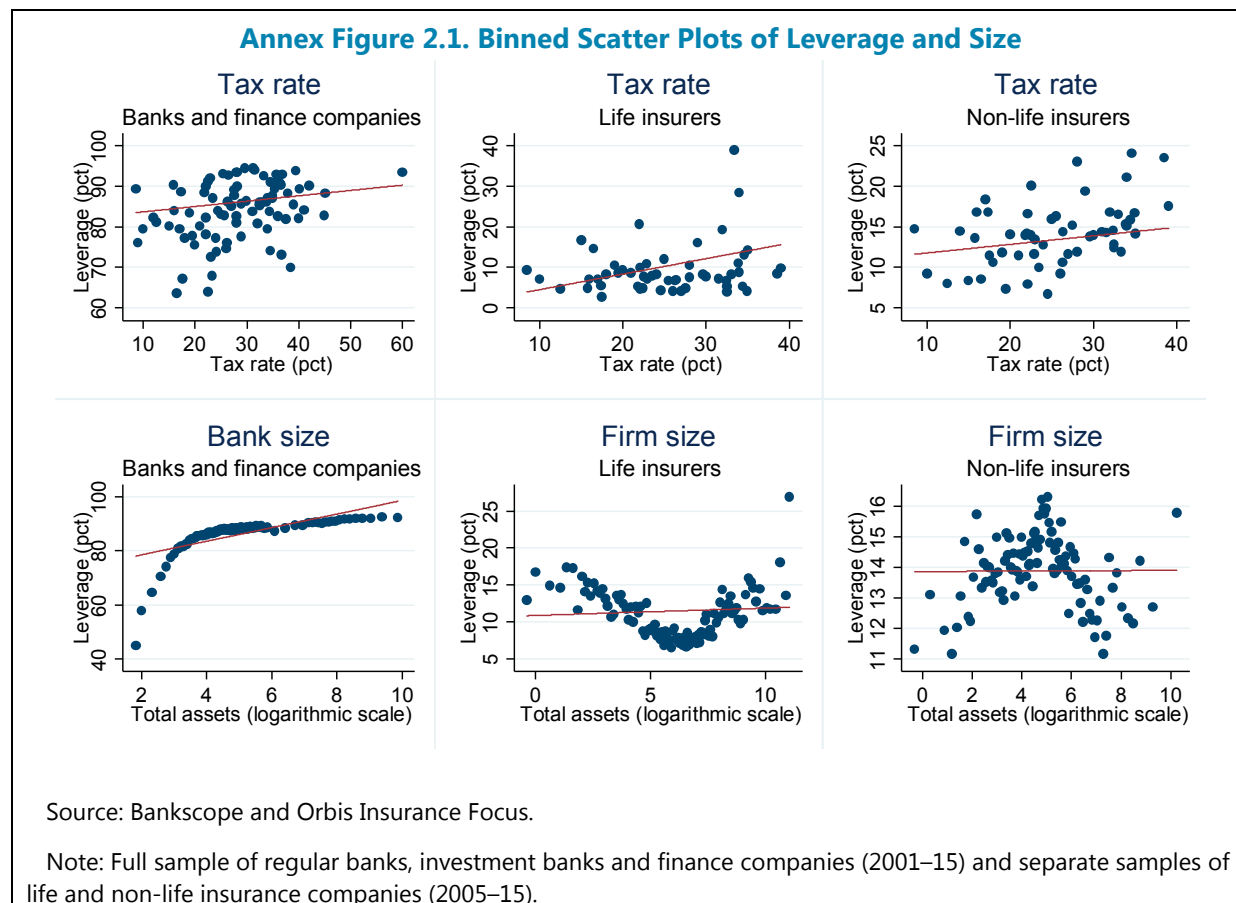 Annex Figure 2.1. Binned Scatter Plots of Leverage and Size
Tax rate
Banks and finance companies
Leverage (pct)
60 70 80 90 100
10 20 30 40 50 60
Tax rate (pct)
Tax rate
Life insurers
Leverage (pct)
0 10 20 30 40
10 20 30 40
Tax rate (pct)
Tax rate
Non-life insurers
Leverage (pct)
5 10 15 20 25
10 20 30 40
Tax rate (pct)
Bank size
Banks and finance companies
Leverage (pct)
40 60 80 100
2 4 6 8 10
Total assets (logarithmic scale)
Firm size
Life insurers
Leverage (pct)
5 10 15 20 25
0 5 10
Total assets (logarithmic scale)
Firm size
Non-life insurers
Leverage (pct)
11 12 13 14 15 16
0 2 4 6 8 10
Total assets (logarithmic scale)
Source: Bankscope and Orbis Insurance Focus.
Note: Full sample of regular banks, investment banks and finance companies (2001–15) and separate samples of
life and non-life insurance companies (2005–15).